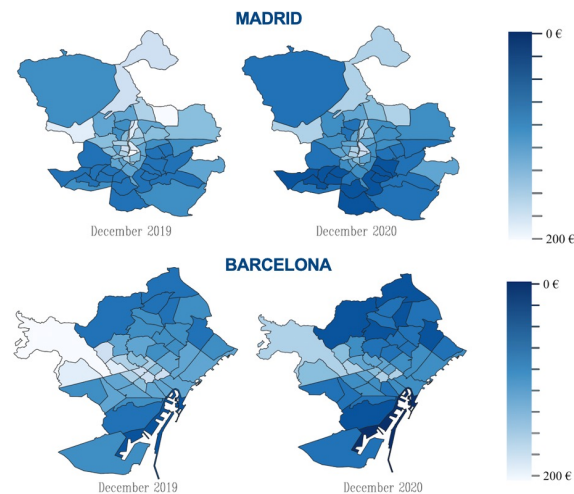 MADRID
0 €
200 €
December 2019
December 2020
BARCELONA
0 €
200 €
December 2019
December 2020